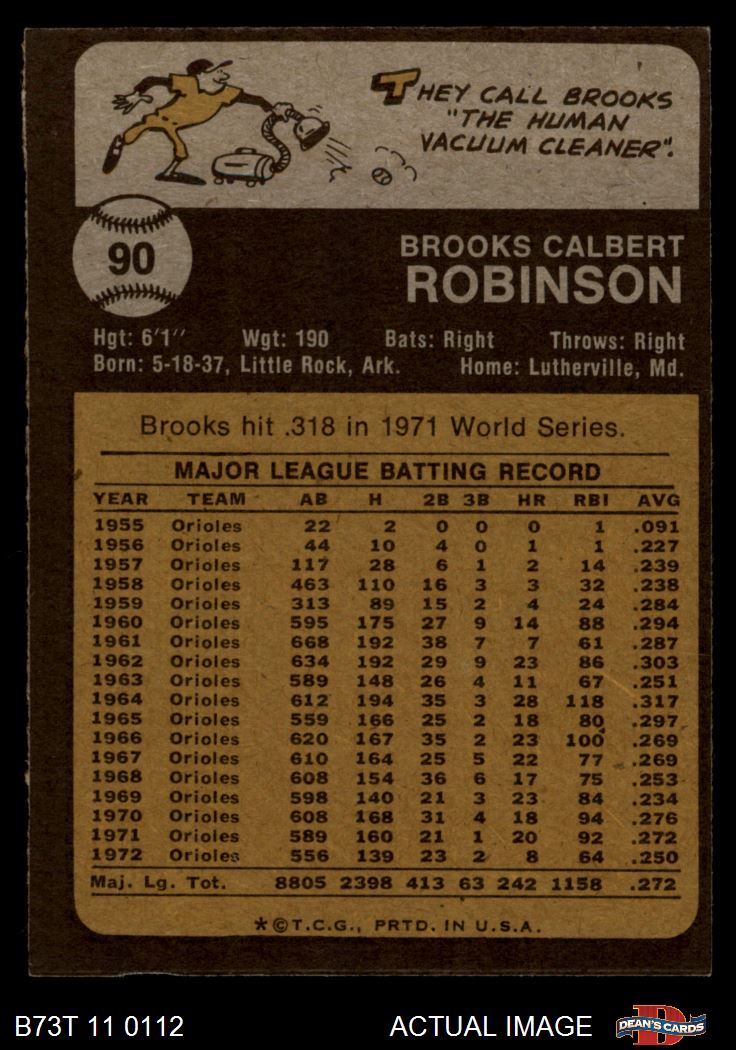 THEY CALL BROOKS
"THE HUMAN
VACUUM CLEANER".
90
BROOKS CALBERT
ROBINSON
Hgt: 6'1" Wgt: 190 Bats: Right Throws: Right
Born: 5-18-37, Little Rock, Ark. Home: Lutherville, Md.
Brooks hit .318 in 1971 World Series.
MAJOR LEAGUE BATTING RECORD
YEAR TEAM AB H 2B 3B HR RBI AVG
1955 Orioles 22 2 0 0 0 1 .091
1956 Orioles 44 10 4 0 1 1 .227
1957 Orioles 117 28 6 1 2 14 .239
1958 Orioles 463 110 16 3 3 32 .238
1959 Orioles 313 89 15 2 4 24 .284
1960 Orioles 595 175 27 9 14 88 .294
1961 Orioles 668 192 38 7 7 61 .287
1962 Orioles 634 192 29 9 23 86 .303
1963 Orioles 589 148 26 4 11 67 .251
1964 Orioles 612 194 35 3 28 118 .317
1965 Orioles 559 166 25 2 18 80 .297
1966 Orioles 620 167 35 2 23 100 .269
1967 Orioles 610 164 25 5 22 77 .269
1968 Orioles 608 154 36 6 17 75 .253
1969 Orioles 598 140 21 3 23 84 .234
1970 Orioles 608 168 31 4 18 94 .276
1971 Orioles 589 160 21 1 20 92 .272
1972 Orioles 556 139 23 2 8 64 .250
Maj. Lg. Tot. 8805 2398 413 63 242 1158 .272
*©T.C.G., PRTD. IN U.S.A.
B73T 11 0112 ACTUAL IMAGE D DEAN'S CARDS